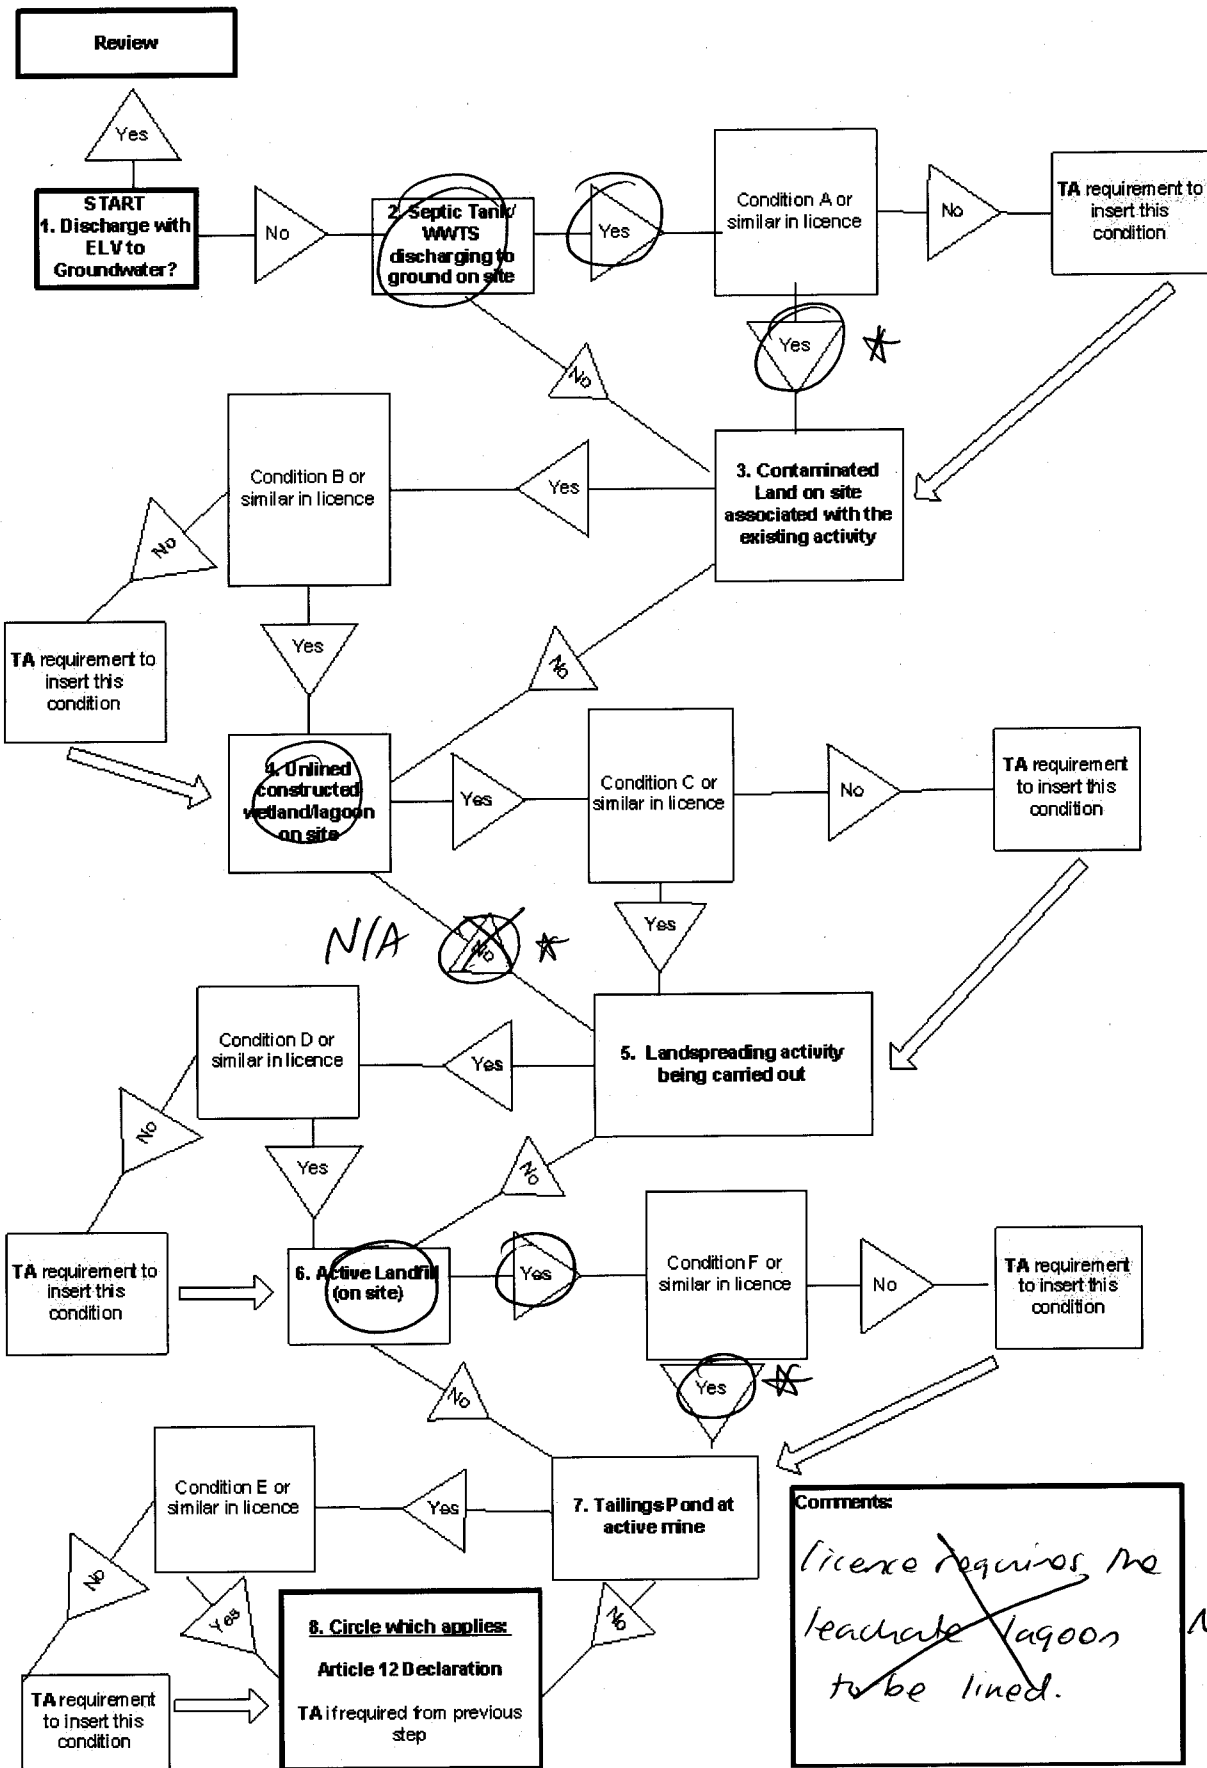 Review
Yes
START
1. Discharge with
ELV to
Groundwater?
No
2. Septic Tank/
WWTS
discharging to
ground on site
Yes
Condition A or
similar in licence
No
TA requirement to
insert this
condition
Yes
No
3. Contaminated
Land on site
associated with the
existing activity
Yes
Condition B or
similar in licence
No
TA requirement to
insert this
condition
Yes
No
4. Unlined
constructed
wetland/lagoon
on site
Yes
Condition C or
similar in licence
No
TA requirement
to insert this
condition
Yes
N/A
No
5. Landspreading activity
being carried out
Yes
Condition D or
similar in licence
No
TA requirement to
insert this
condition
Yes
No
6. Active Landfill
(on site)
Yes
Condition F or
similar in licence
No
TA requirement
to insert this
condition
Yes
No
7. Tailings Pond at
active mine
Yes
Condition E or
similar in licence
No
TA requirement
to insert this
condition
Yes
No
8. Circle which applies:
Article 12 Declaration
TA if required from previous
step
Comments:
licence requires the
leachate lagoon
to be lined.